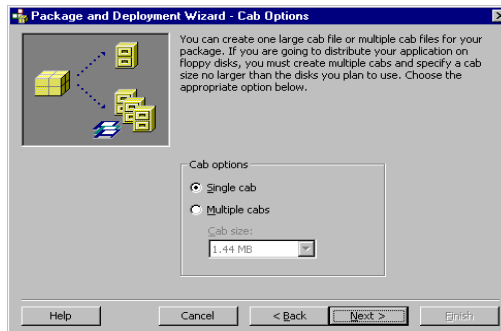 Package and Deployment Wizard - Cab Options
You can create one large cab file or multiple cab files for your
package. If you are going to distribute your application on
floppy disks, you must create multiple cabs and specify a cab
size no larger than the disks you plan to use. Choose the
appropriate option below.
Cab options
Single cab
Multiple cabs
Cab size:
1.44 MB
Help
Cancel
< Back
Next >
Finish